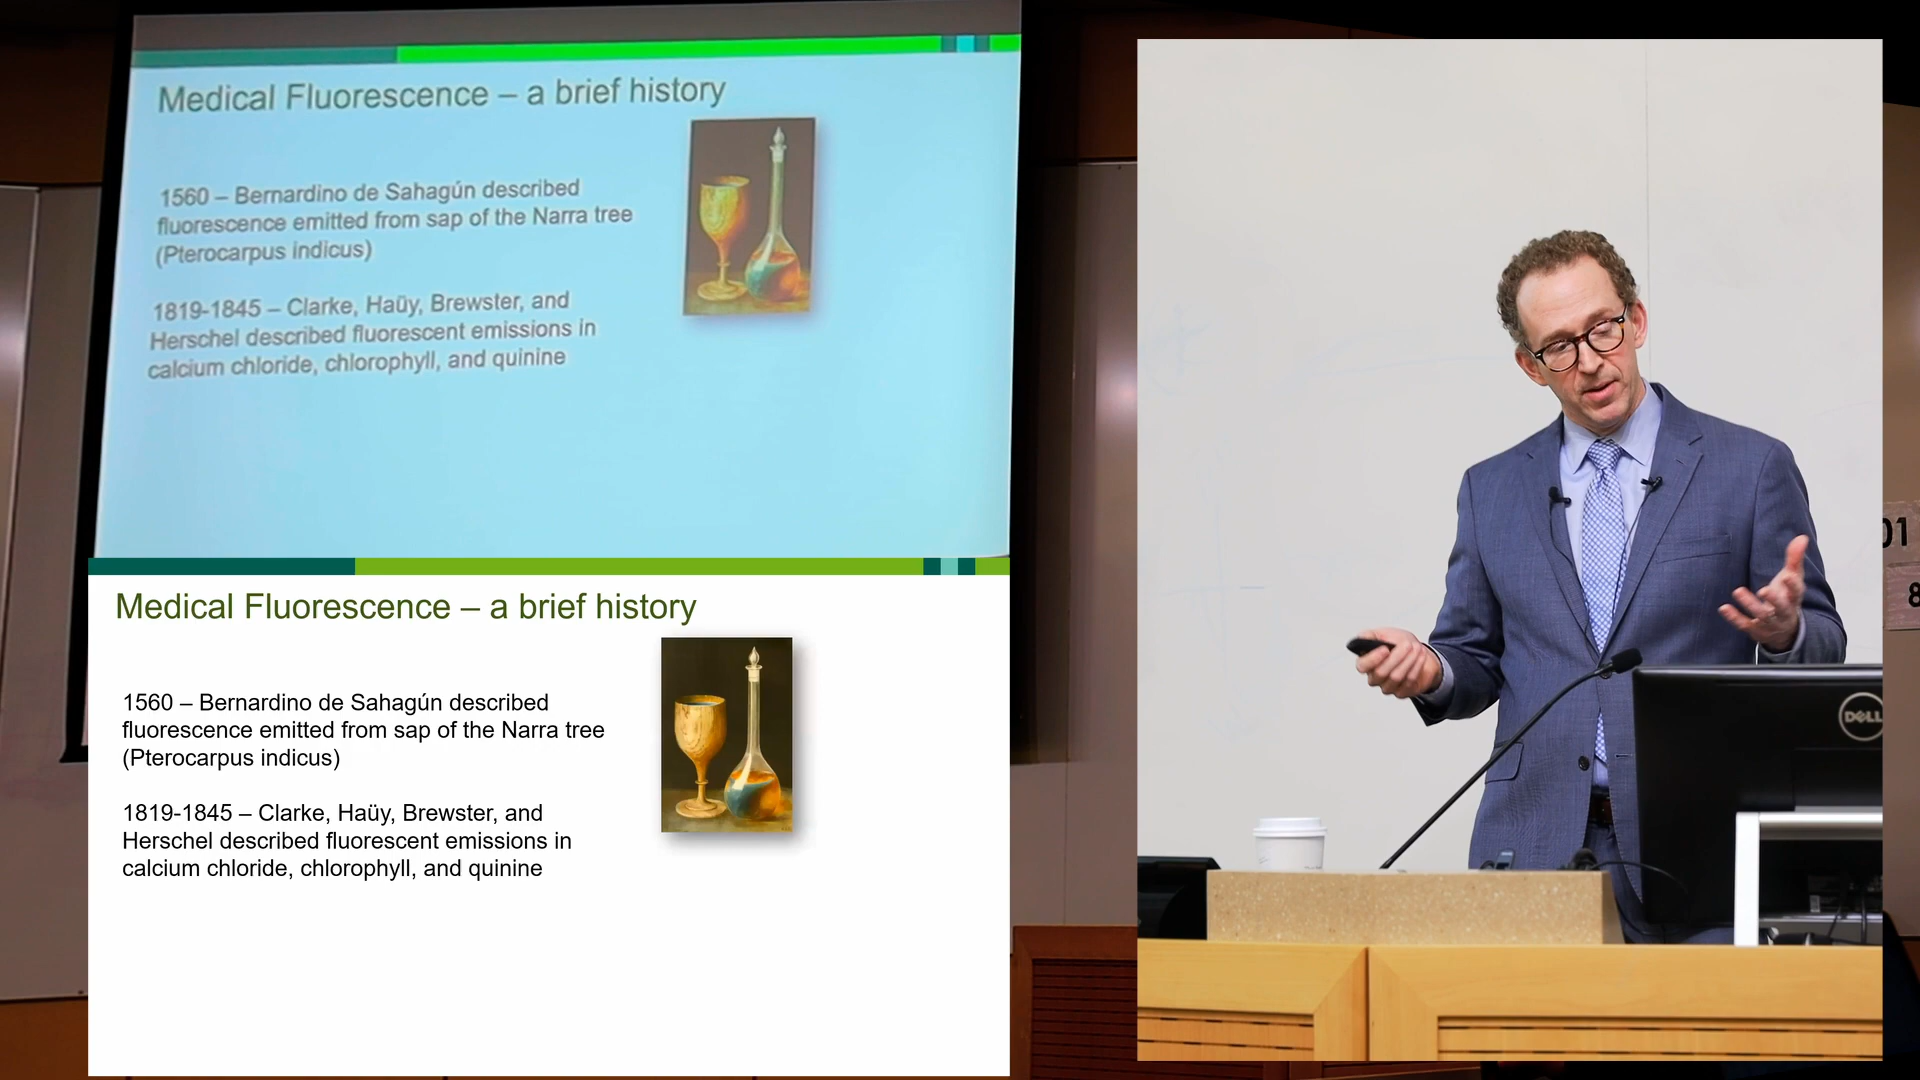 Medical Fluorescence – a brief history
1560 – Bernardino de Sahagún described
fluorescence emitted from sap of the Narra tree
(Pterocarpus indicus)
1819-1845 – Clarke, Haüy, Brewster, and
Herschel described fluorescent emissions in
calcium chloride, chlorophyll, and quinine
Medical Fluorescence – a brief history
1560 – Bernardino de Sahagún described
fluorescence emitted from sap of the Narra tree
(Pterocarpus indicus)
1819-1845 – Clarke, Haüy, Brewster, and
Herschel described fluorescent emissions in
calcium chloride, chlorophyll, and quinine
DELL
01
8